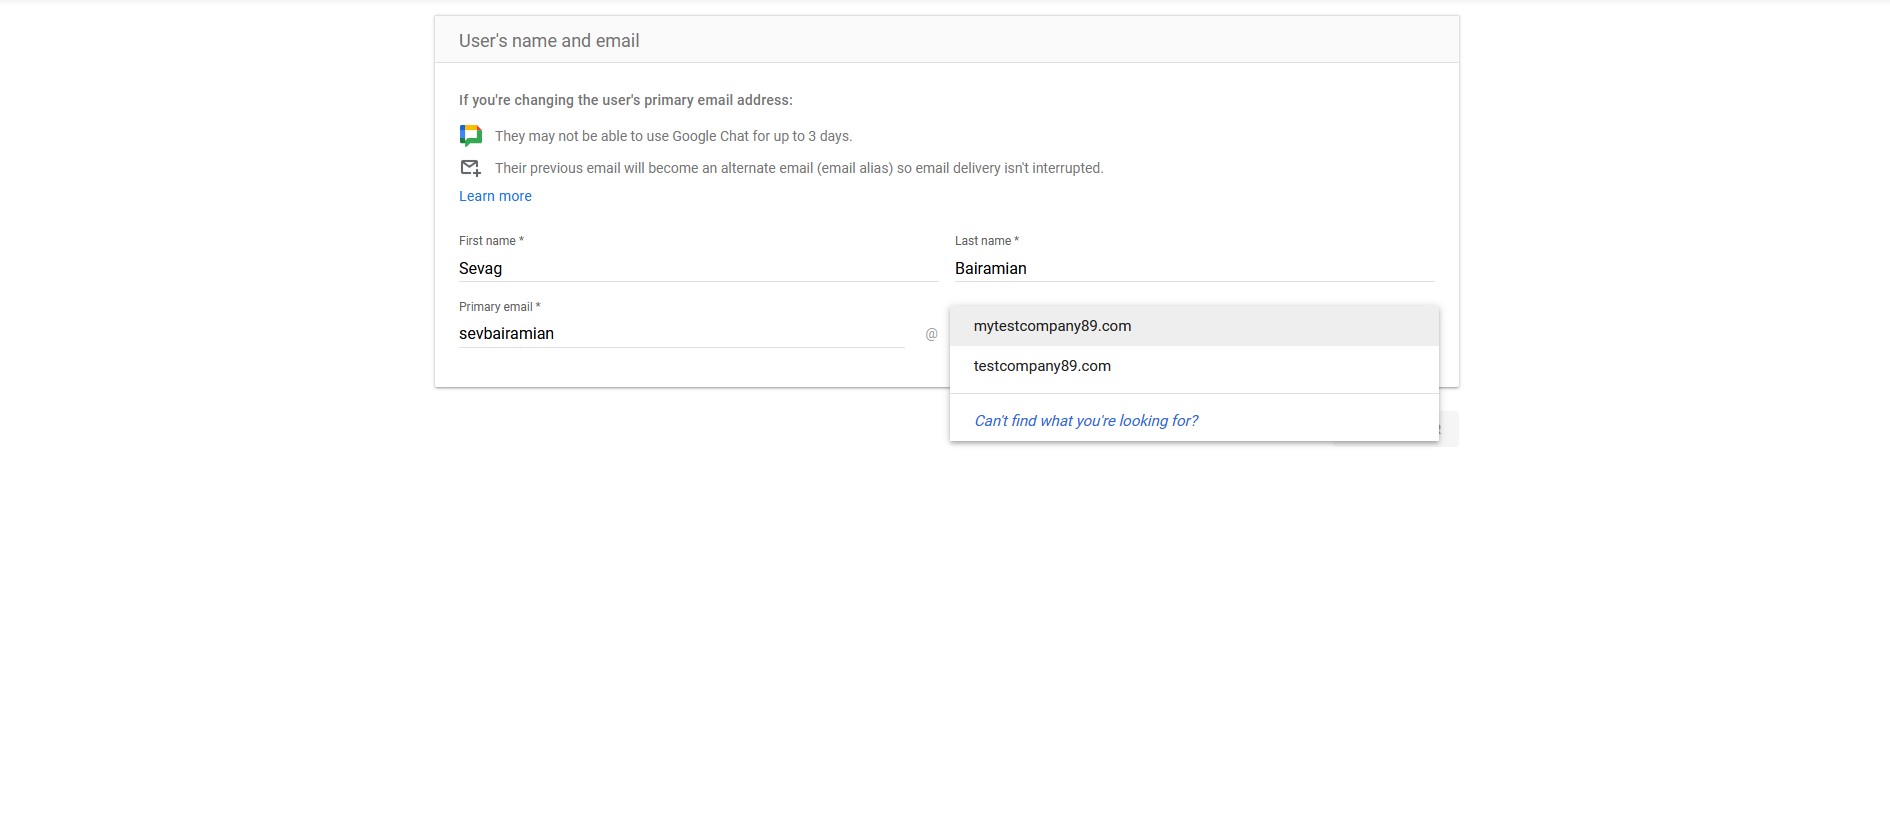 User's name and email
If you're changing the user's primary email address:
They may not be able to use Google Chat for up to 3 days.
Their previous email will become an alternate email (email alias) so email delivery isn't interrupted.
Learn more
First name *
Last name *
Sevag
Bairamian
Primary email *
sevbairamian
@
mytestcompany89.com
testcompany89.com
Can't find what you're looking for?